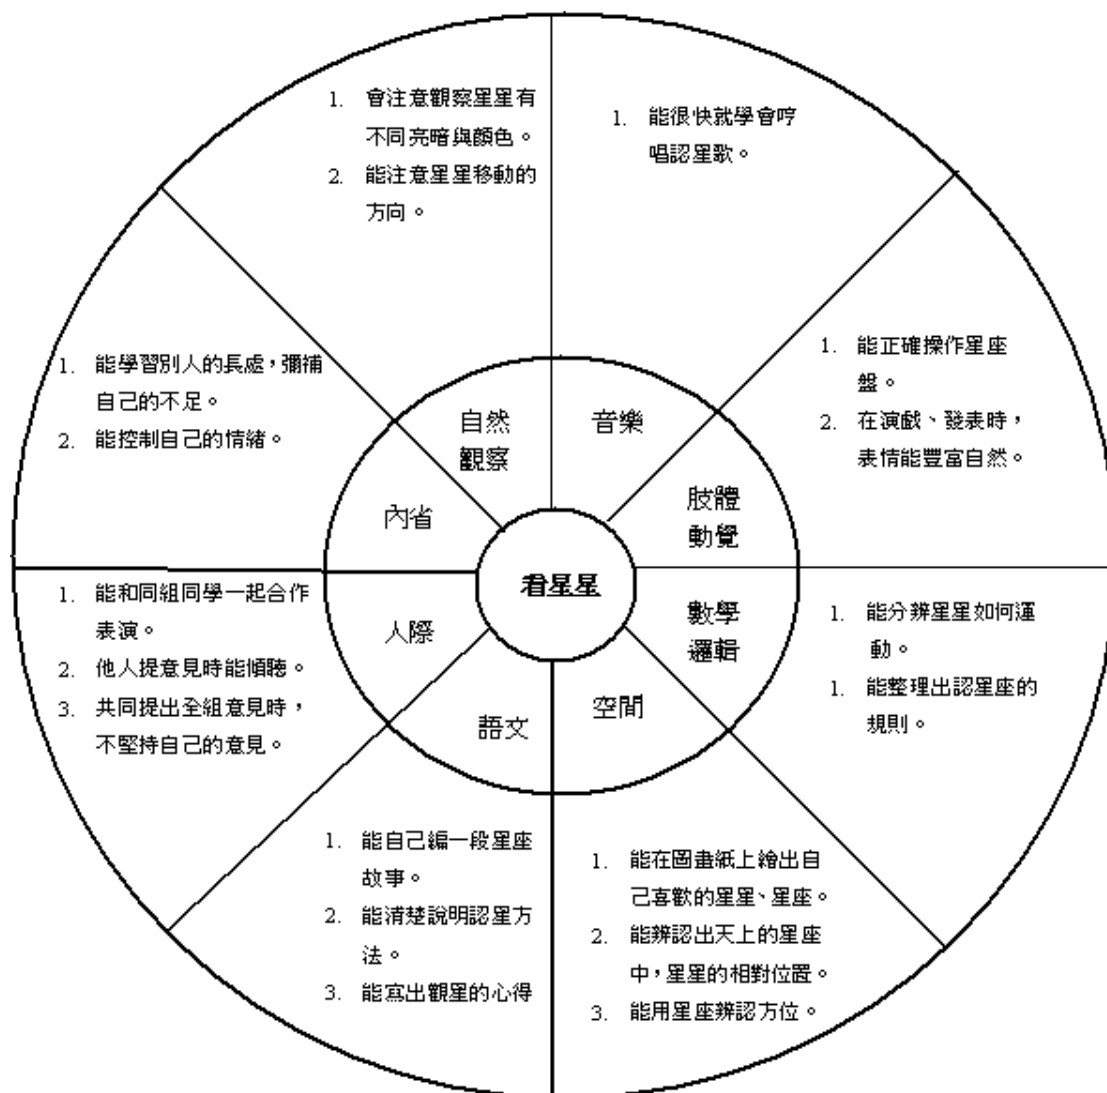 1. 會注意觀察星星有
不同亮暗與顏色。
2. 能注意星星移動的
方向。
1. 能很快就學會哼
唱認星歌。
1. 能正確操作星座
盤。
2. 在演戲、發表時，
表情能豐富自然。
1. 能分辨星星如何運
動。
1. 能整理出認星座的
規則。
1. 能在圖畫紙上繪出自
己喜歡的星星、星座。
2. 能辨認出天上的星座
中，星星的相對位置。
3. 能用星座辨認方位。
1. 能自己編一段星座
故事。
2. 能清楚說明認星方
法。
3. 能寫出觀星的心得
1. 能和同組同學一起合作
表演。
2. 他人提意見時能傾聽。
3. 共同提出全組意見時，
不堅持自己的意見。
1. 能學習別人的長處，彌補
自己的不足。
2. 能控制自己的情緒。
自然
觀察
音樂
肢體
動覺
數學
邏輯
空間
語文
人際
內省
看星星